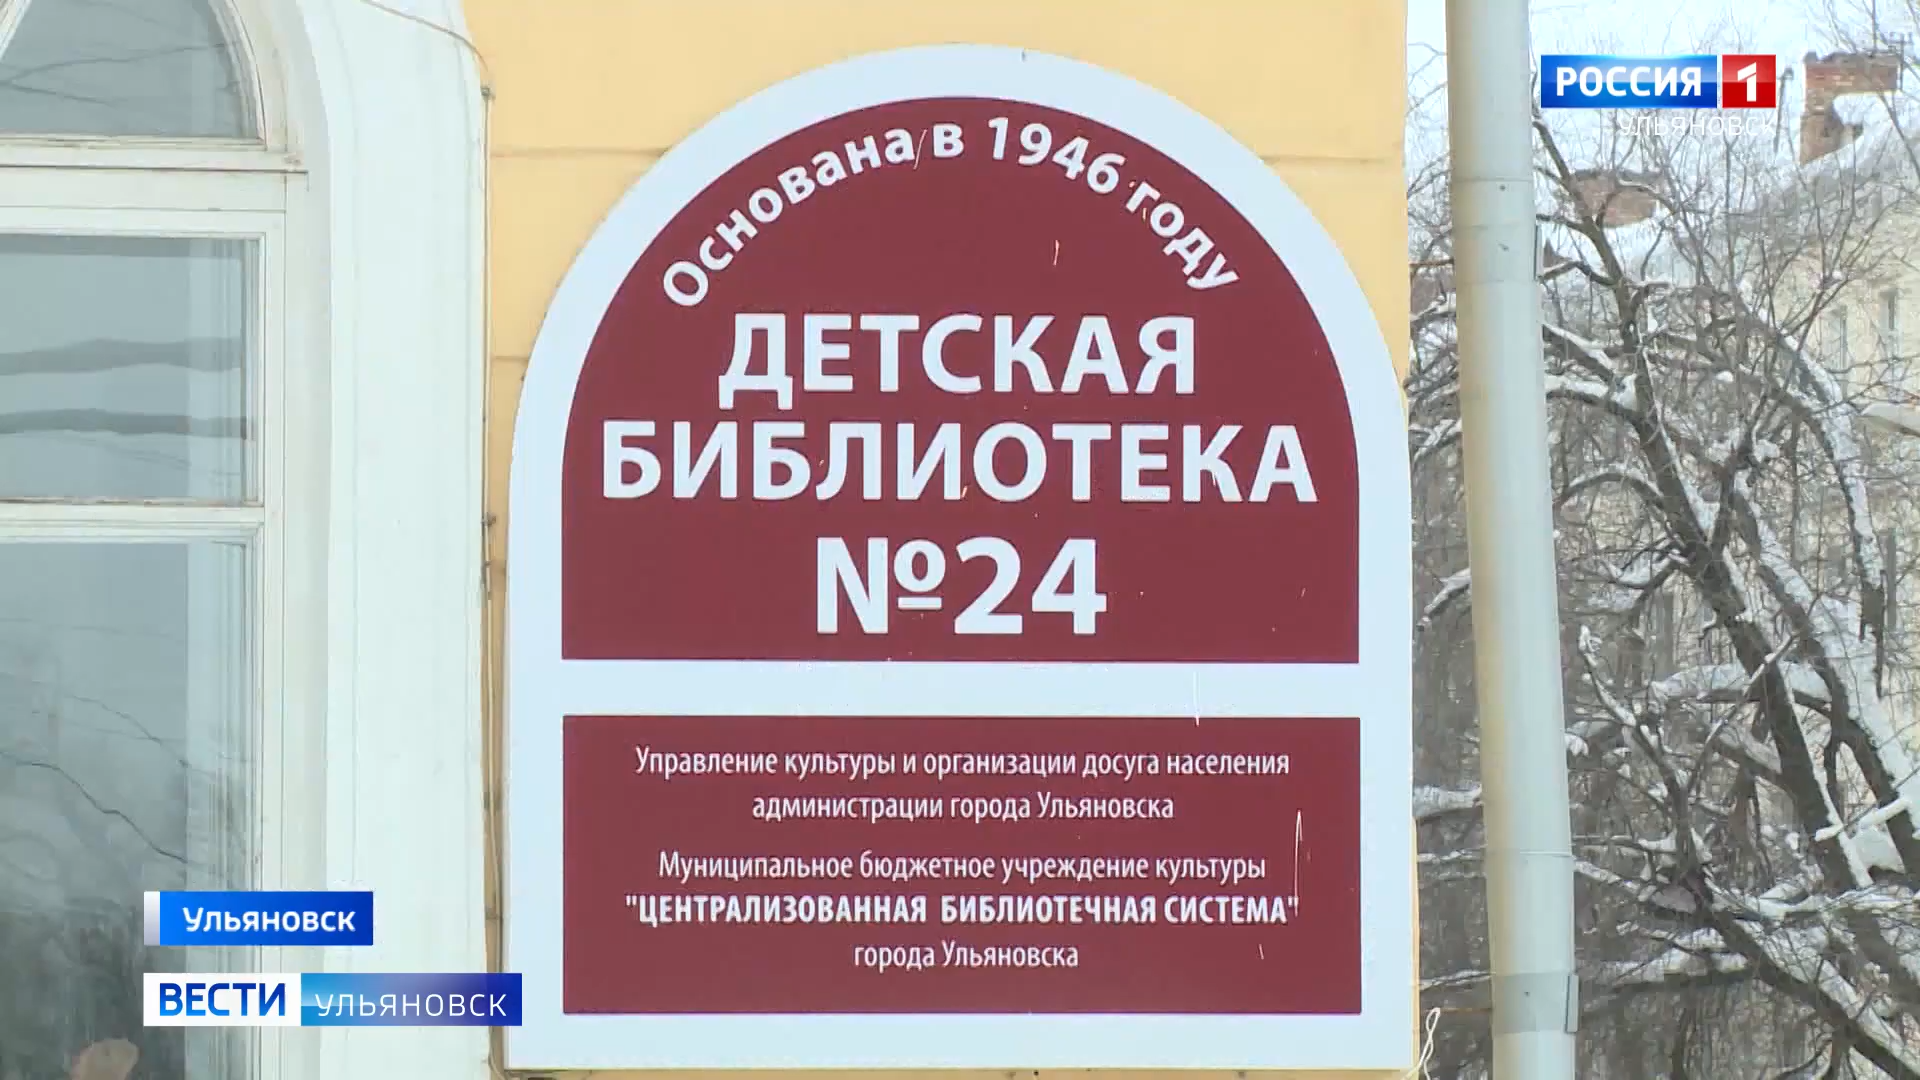 РОССИЯ 1
УЛЬЯНОВСК
Основана в 1946 году
ДЕТСКАЯ
БИБЛИОТЕКА
№24
Управление культуры и организации досуга населения
администрации города Ульяновска
Муниципальное бюджетное учреждение культуры
"ЦЕНТРАЛИЗОВАННАЯ БИБЛИОТЕЧНАЯ СИСТЕМА"
города Ульяновска
Ульяновск
ВЕСТИ УЛЬЯНОВСК